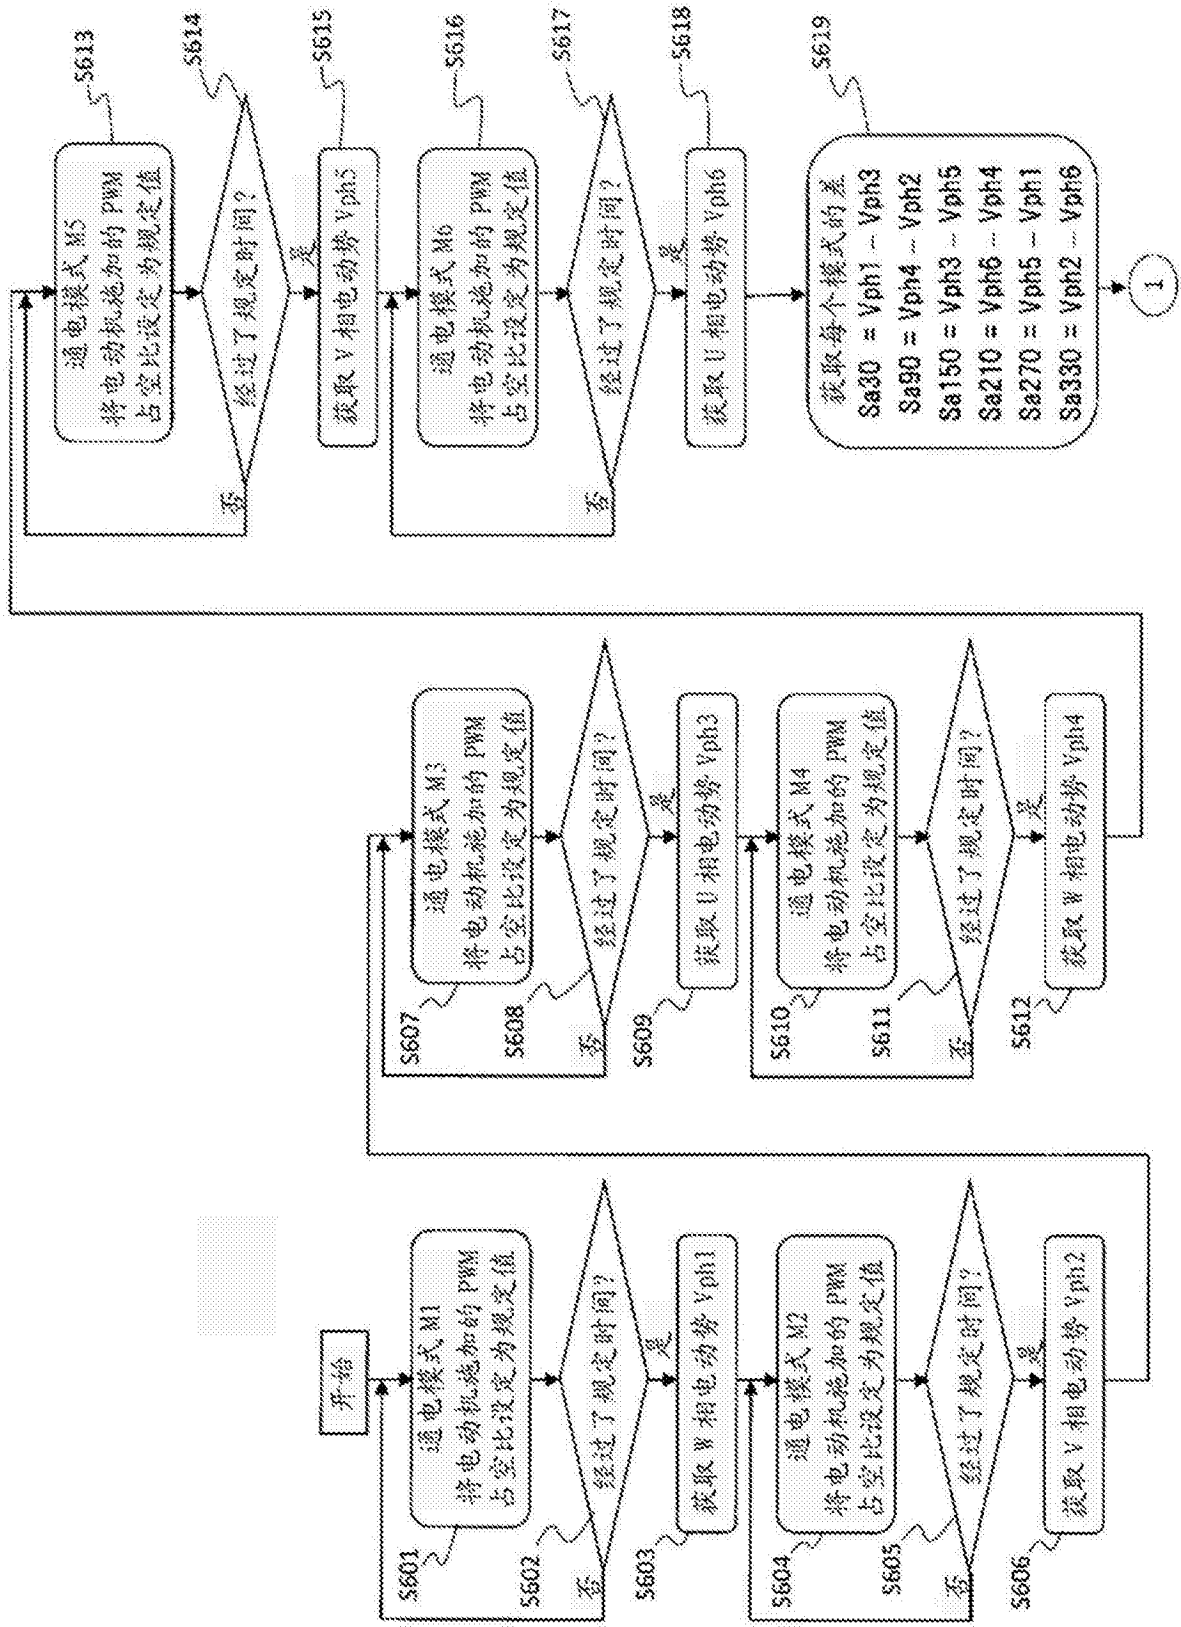 开始
S601
通电模式 M1
将电动机施加的 PWM
占空比设定为规定值
S602
经过了规定时间?
否
是
S603
获取 W 相电动势 Vph1
S604
通电模式 M2
将电动机施加的 PWM
占空比设定为规定值
S605
经过了规定时间?
否
是
S606
获取 V 相电动势 Vph2
S607
通电模式 M3
将电动机施加的 PWM
占空比设定为规定值
S608
经过了规定时间?
否
是
S609
获取 U 相电动势 Vph3
S610
通电模式 M4
将电动机施加的 PWM
占空比设定为规定值
S611
经过了规定时间?
否
是
S612
获取 W 相电动势 Vph4
S613
通电模式 M5
将电动机施加的 PWM
占空比设定为规定值
S614
经过了规定时间?
否
是
S615
获取 V 相电动势 Vph5
S616
通电模式 M6
将电动机施加的 PWM
占空比设定为规定值
S617
经过了规定时间?
否
是
S618
获取 U 相电动势 Vph6
S619
获取每个模式的差
Sa30 = Vph1 - Vph3
Sa90 = Vph4 - Vph2
Sa150 = Vph3 - Vph5
Sa210 = Vph6 - Vph4
Sa270 = Vph5 - Vph1
Sa330 = Vph2 - Vph6
1